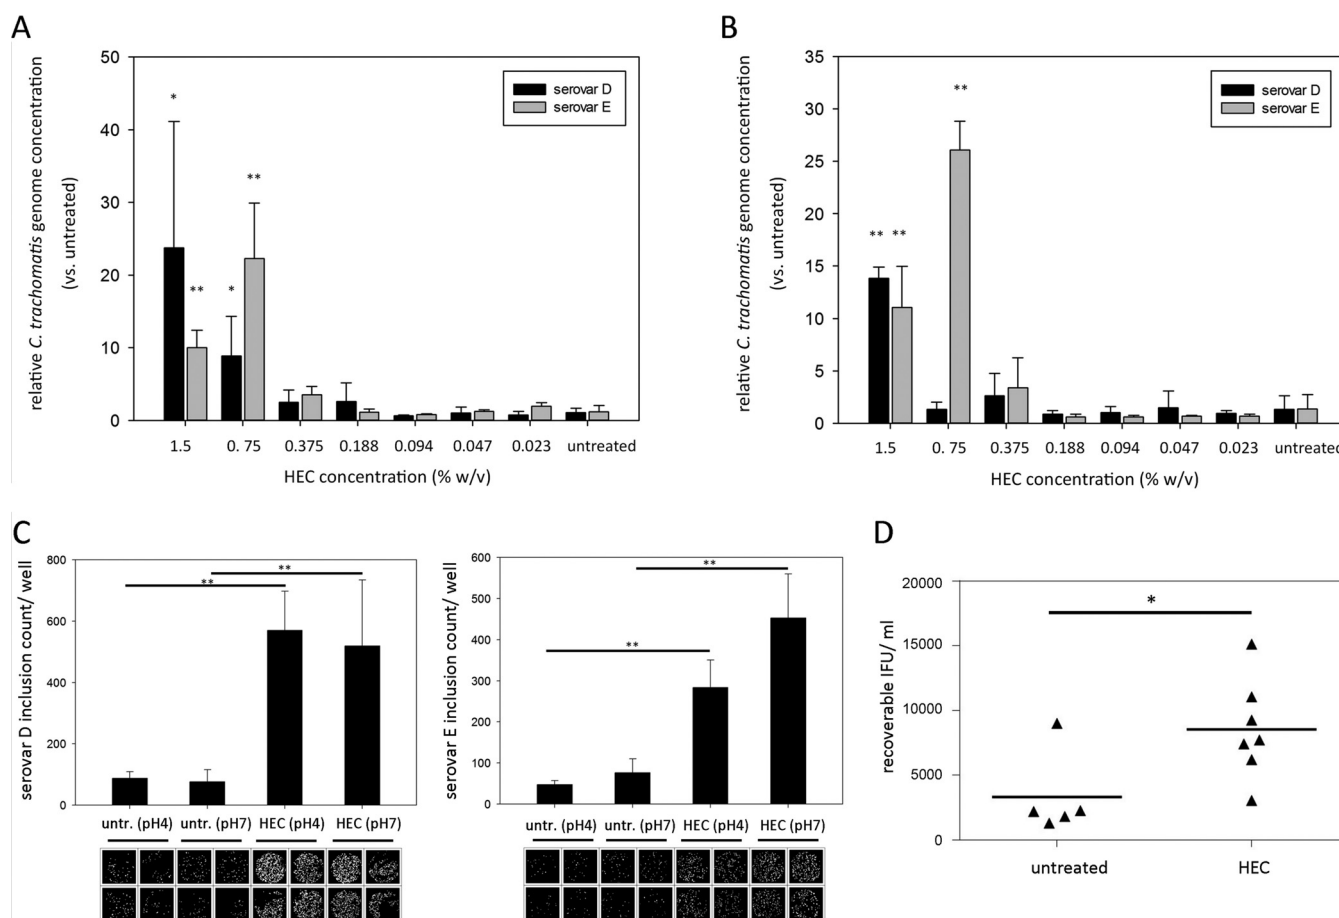 A
relative C. trachomatis genome concentration
(vs. untreated)
50
40
30
20
10
0
serovar D
serovar E
*
**
*
**
1.5
0. 75
0.375
0.188
0.094
0.047
0.023
untreated
HEC concentration (% w/v)
B
relative C. trachomatis genome concentration
(vs. untreated)
35
30
25
20
15
10
5
0
serovar D
serovar E
**
**
**
1.5
0. 75
0.375
0.188
0.094
0.047
0.023
untreated
HEC concentration (% w/v)
C
serovar D inclusion count/ well
800
600
400
200
0
**
**
untr. (pH4)
untr. (pH7)
HEC (pH4)
HEC (pH7)
serovar E inclusion count/ well
600
500
400
300
200
100
0
**
**
untr. (pH4)
untr. (pH7)
HEC (pH4)
HEC (pH7)
D
recoverable IFU/ ml
20000
15000
10000
5000
0
*
untreated
HEC